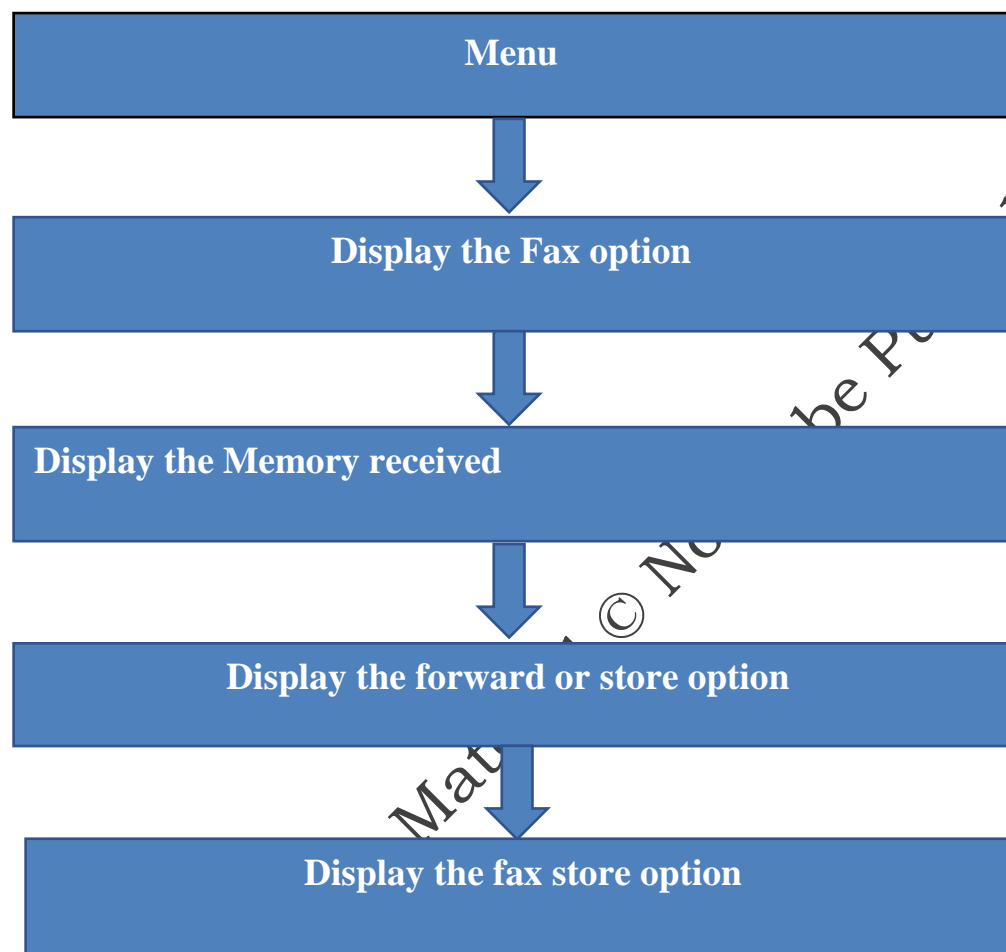 Menu
Display the Fax option
Display the Memory received
Display the forward or store option
Display the fax store option
©
be